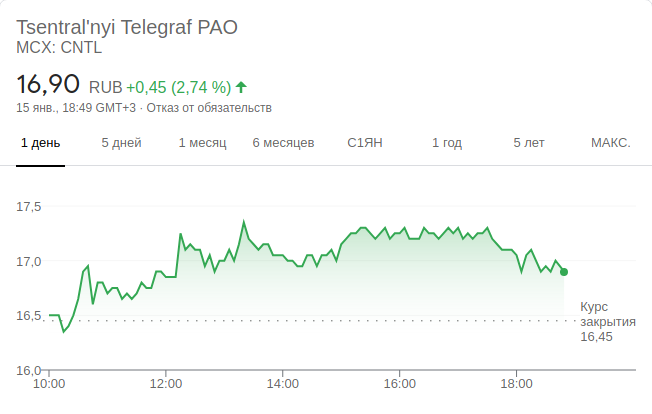 Tsentral'nyi Telegraf PAO
MCX: CNTL
16,90 RUB +0,45 (2,74 %)
15 янв., 18:49 GMT+3 · Отказ от обязательств
1 день 5 дней 1 месяц 6 месяцев С1ЯН 1 год 5 лет МАКС.
17,5
17,0
16,5
Курс
закрытия
16,45
16,0
10:00 12:00 14:00 16:00 18:00